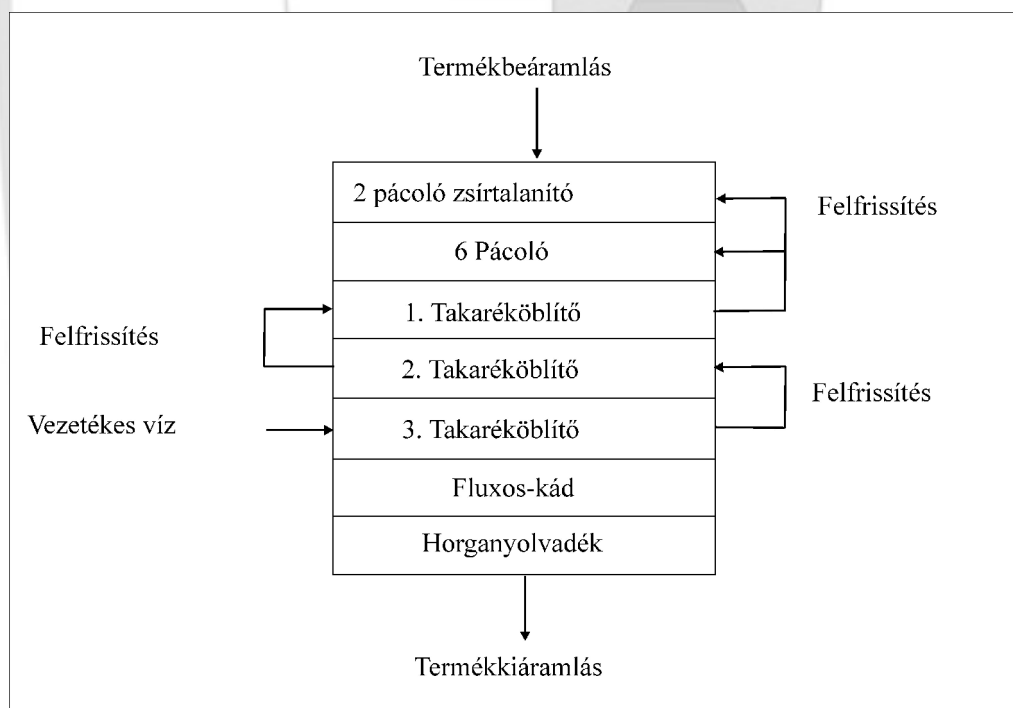 Termékbeáramlás
2 pácoló zsírtalanító
Felfrissítés
6 Pácoló
1. Takaréköblítő
Felfrissítés
2. Takaréköblítő
Felfrissítés
Vezetékes víz
3. Takaréköblítő
Fluxos-kád
Horganyolvadék
Termékkiáramlás